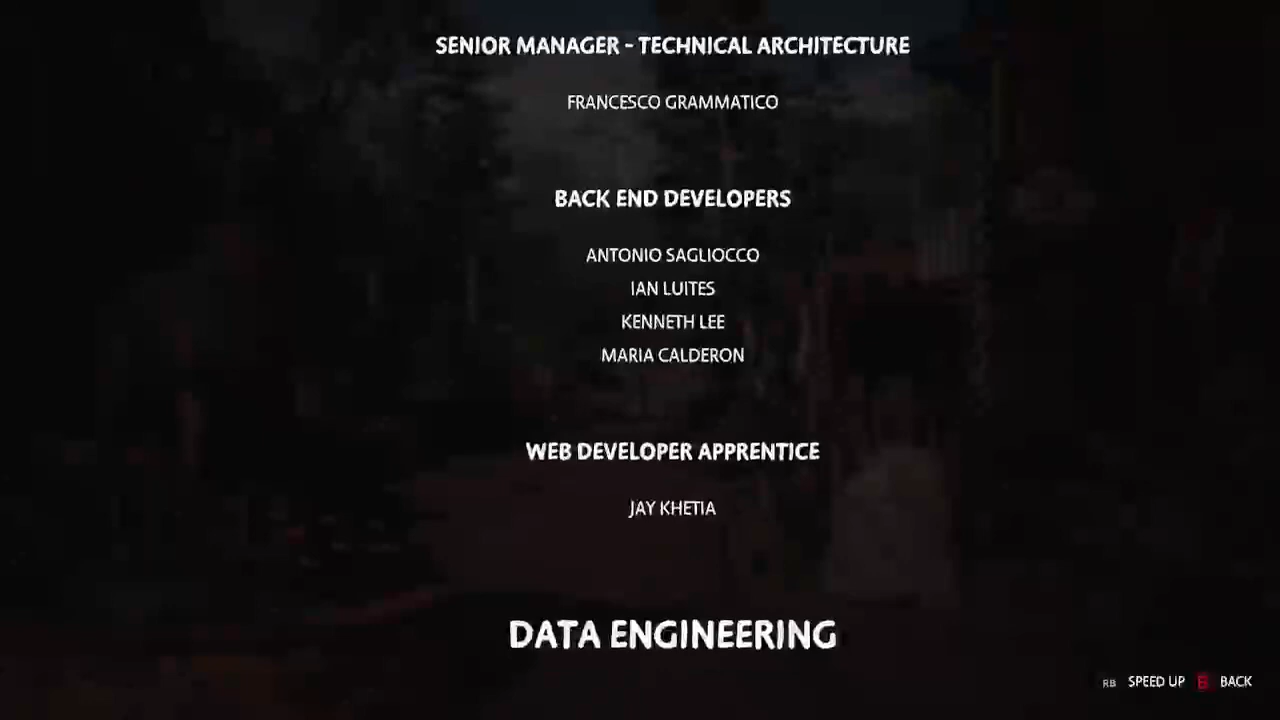 SENIOR MANAGER - TECHNICAL ARCHITECTURE
FRANCESCO GRAMMATICO
BACK END DEVELOPERS
ANTONIO SAGLIOCCO
IAN LUITES
KENNETH LEE
MARIA CALDERON
WEB DEVELOPER APPRENTICE
JAY KHETIA
DATA ENGINEERING
RB SPEED UP B BACK